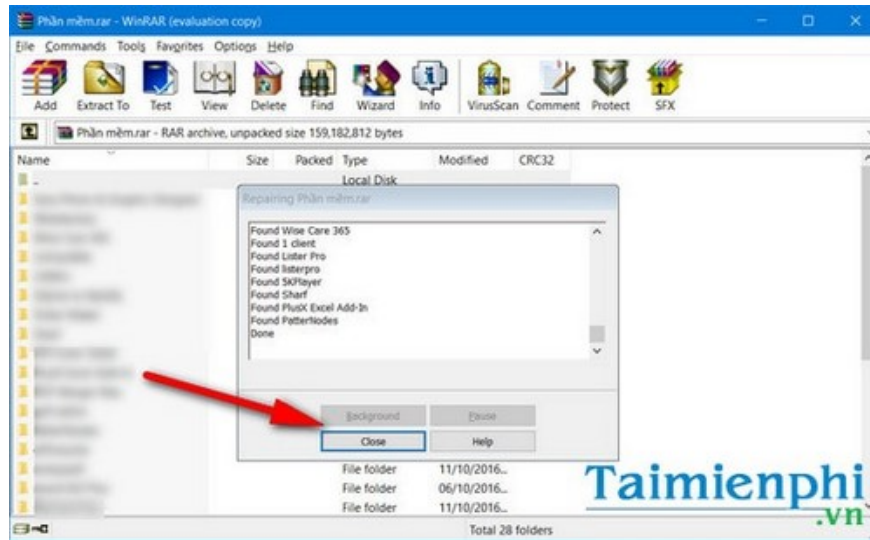 Phần mềm.rar - WinRAR (evaluation copy)
File Commands Tools Favorites Options Help
Add Extract To Test View Delete Find Wizard Info VirusScan Comment Protect SFX
Phần mềm.rar - RAR archive, unpacked size 159,182,812 bytes
Name Size Packed Type Modified CRC32
.. Local Disk
Repairing Phần mềm.rar
Found Wise Care 365
Found 1 client
Found Lister Pro
Found listerpro
Found 5KPlayer
Found Sharf
Found PlusX Excel Add-In
Found PatterNodes
Done
Background Pause
Close Help
File folder 11/10/2016...
File folder 06/10/2016...
File folder 11/10/2016...
Taimienphi
.vn
Total 28 folders